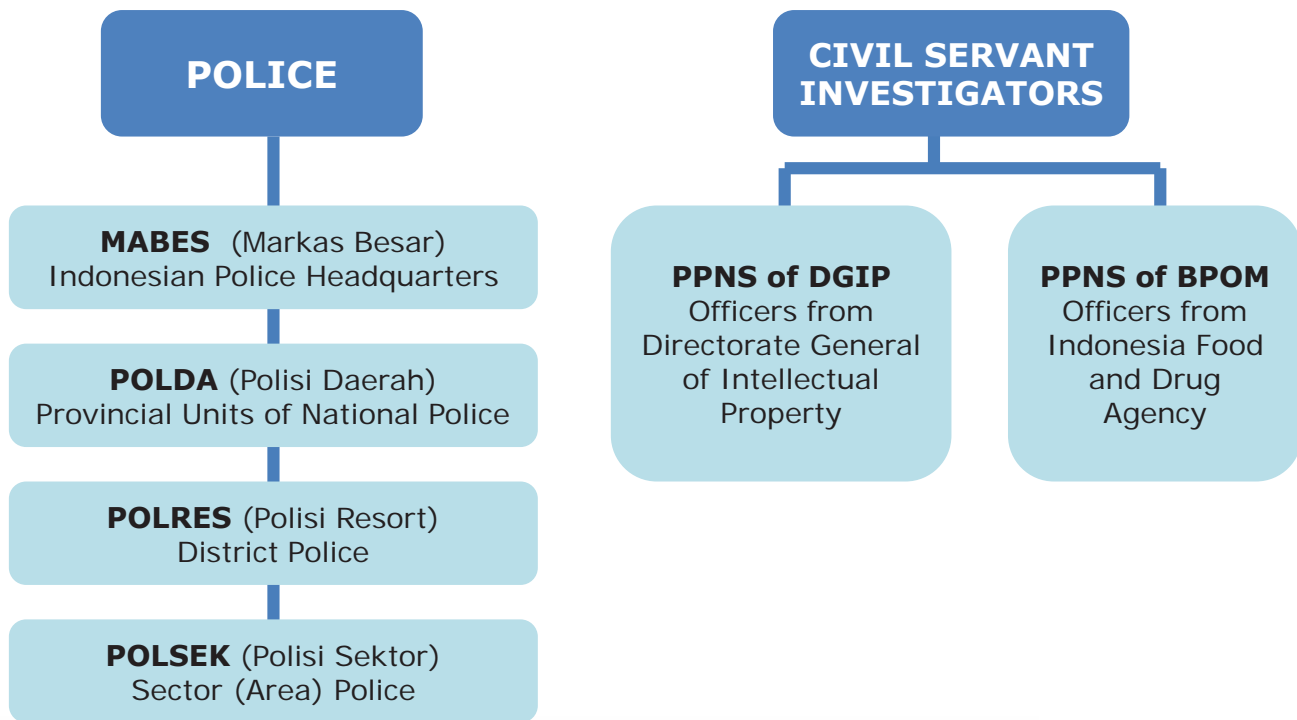 POLICE
MABES (Markas Besar)
Indonesian Police Headquarters
POLDA (Polisi Daerah)
Provincial Units of National Police
POLRES (Polisi Resort)
District Police
POLSEK (Polisi Sektor)
Sector (Area) Police
CIVIL SERVANT
INVESTIGATORS
PPNS of DGIP
Officers from
Directorate General
of Intellectual
Property
PPNS of BPOM
Officers from
Indonesia Food
and Drug
Agency